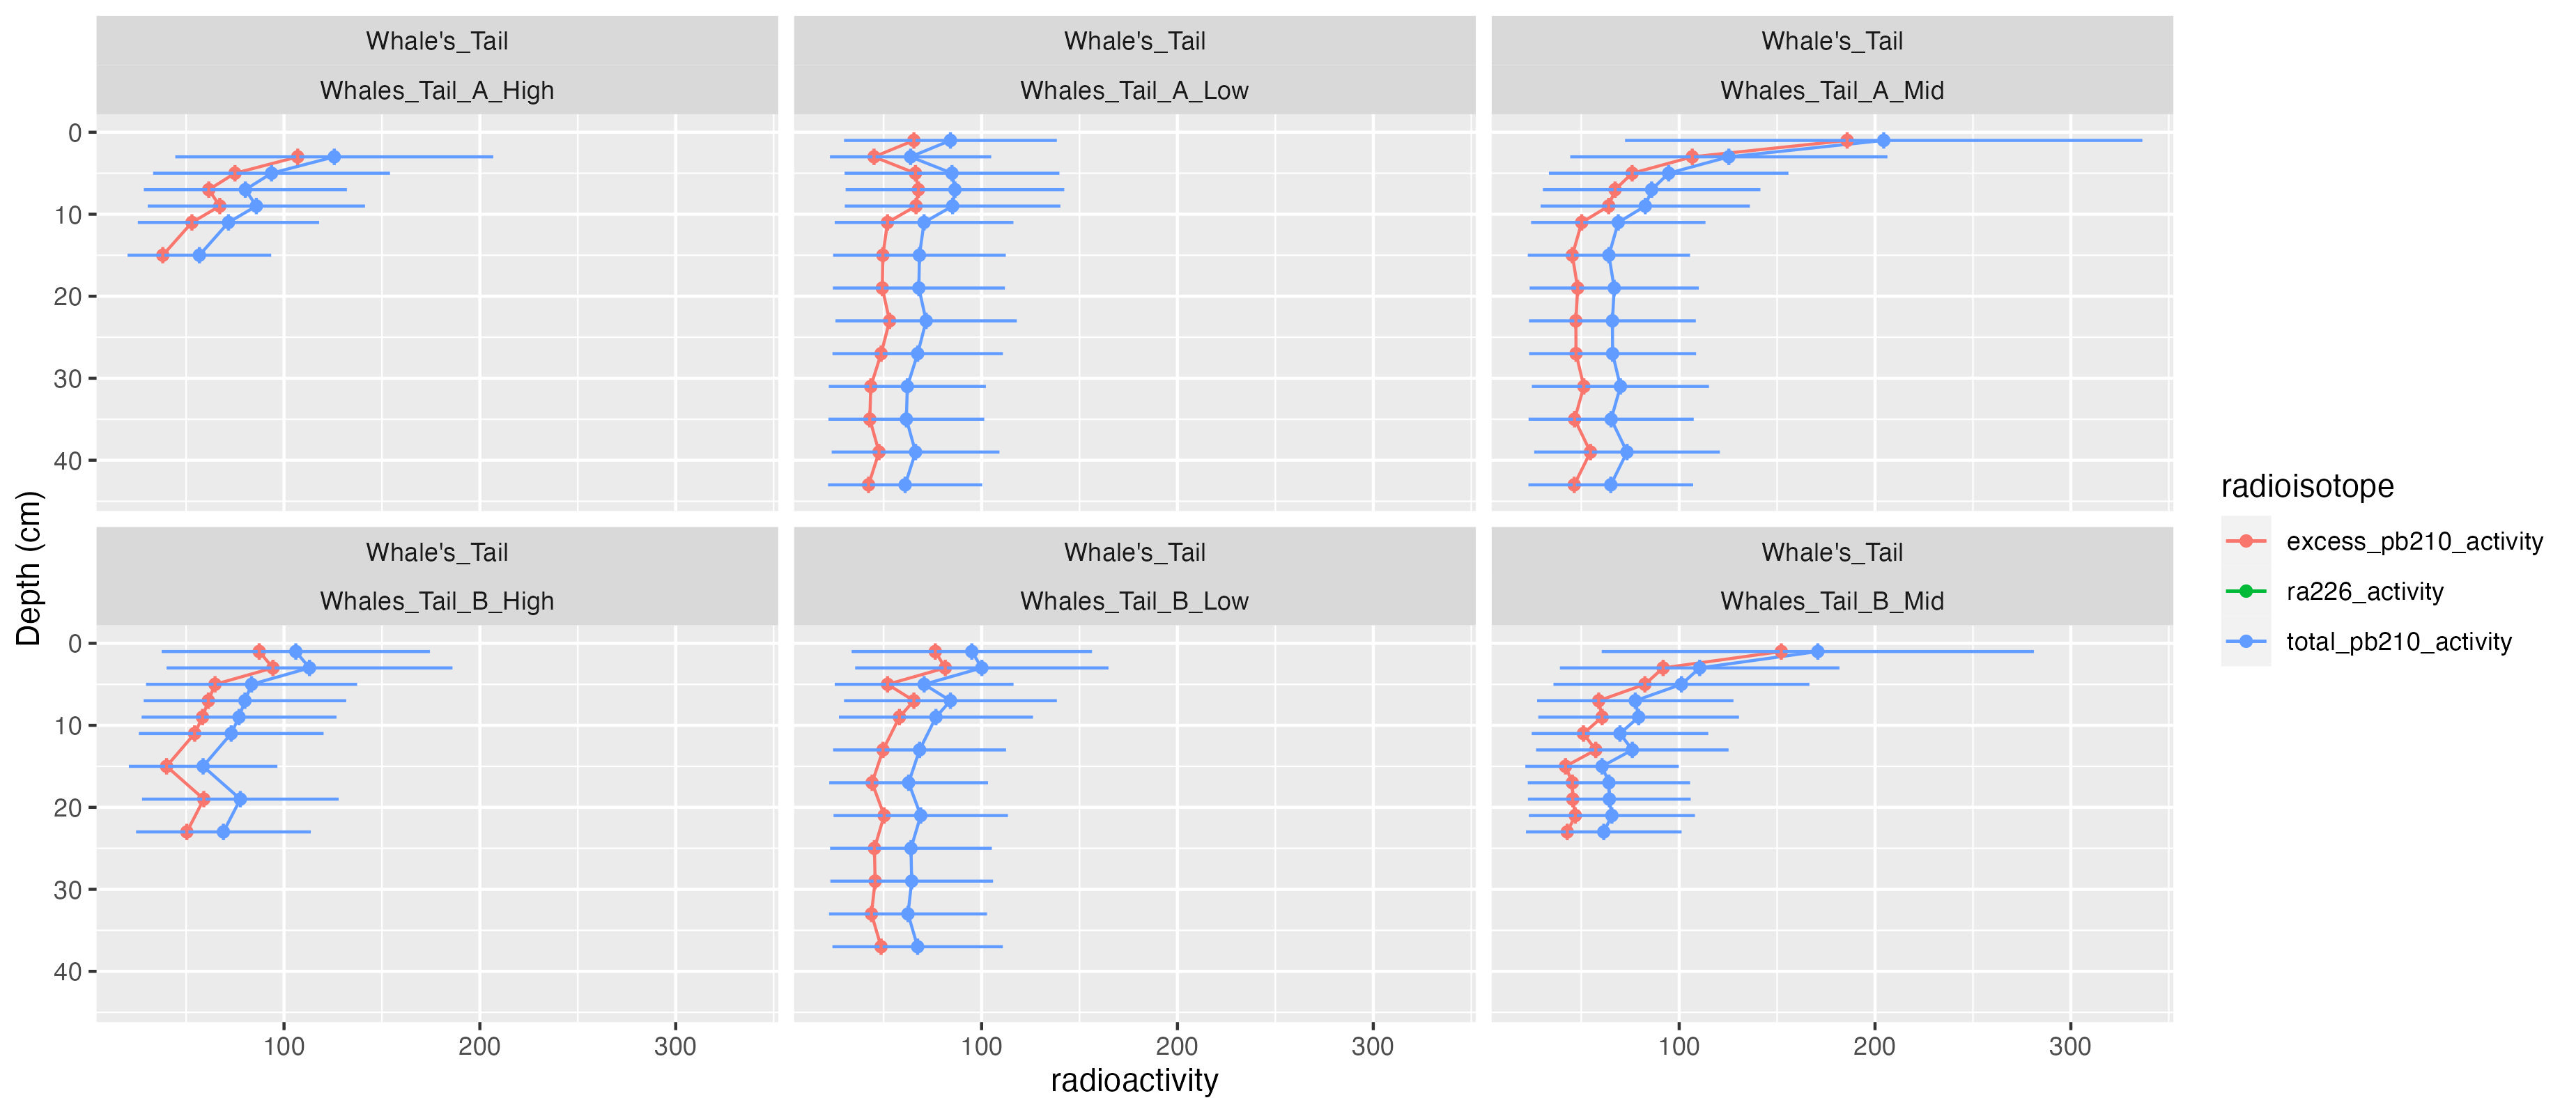 Whale's_Tail
Whales_Tail_A_High
Whale's_Tail
Whales_Tail_A_Low
Whale's_Tail
Whales_Tail_A_Mid
0
10
20
30
40
Whale's_Tail
Whales_Tail_B_High
Whale's_Tail
Whales_Tail_B_Low
Whale's_Tail
Whales_Tail_B_Mid
0
10
20
30
40
Depth (cm)
100
200
300
100
200
300
100
200
300
radioactivity
radioisotope
excess_pb210_activity
ra226_activity
total_pb210_activity